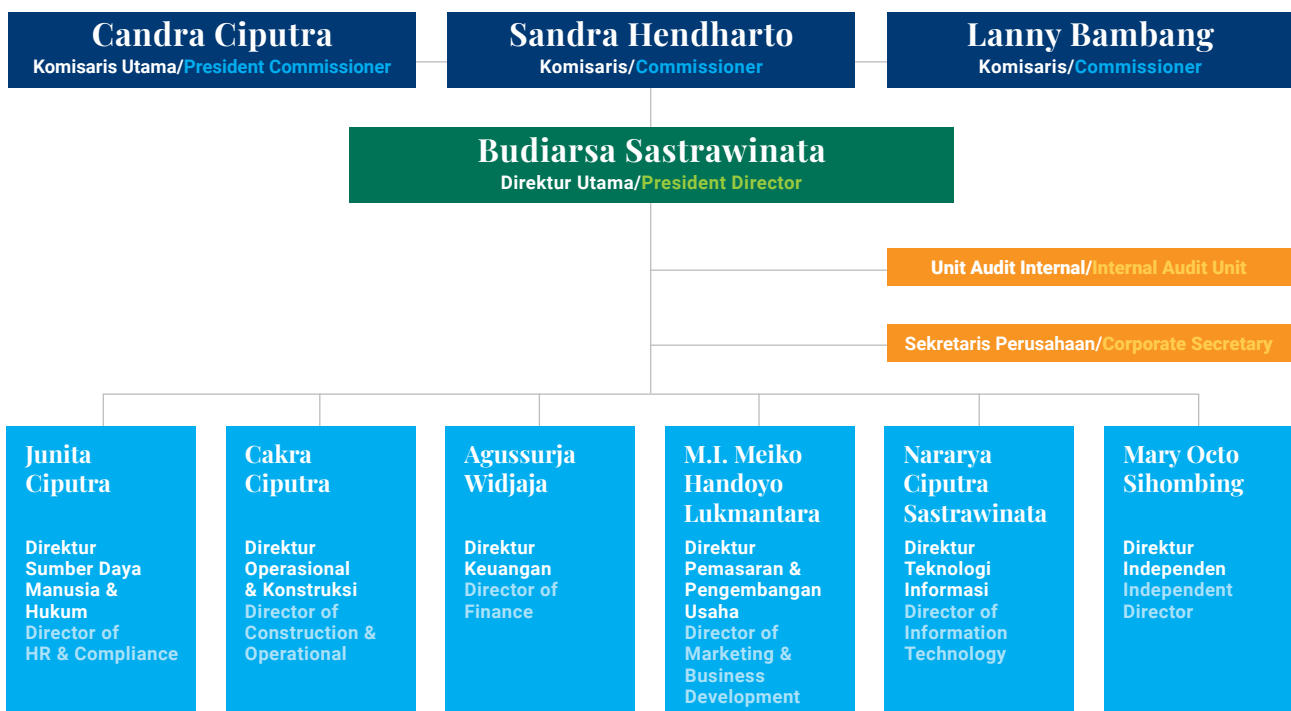 Candra Ciputra
Komisaris Utama/President Commissioner
Sandra Hendharto
Komisaris/Commissioner
Lanny Bambang
Komisaris/Commissioner
Budiarsa Sastrawinata
Direktur Utama/President Director
Unit Audit Internal/Internal Audit Unit
Sekretaris Perusahaan/Corporate Secretary
Junita
Ciputra
Direktur
Sumber Daya
Manusia &
Hukum
Director of
HR & Compliance
Cakra
Ciputra
Direktur
Operasional
& Konstruksi
Director of
Construction &
Operational
Agussurja
Widjaja
Direktur
Keuangan
Director of
Finance
M.I. Meiko
Handoyo
Lukmantara
Direktur
Pemasaran &
Pengembangan
Usaha
Director of
Marketing &
Business
Development
Nararya
Ciputra
Sastrawinata
Direktur
Teknologi
Informasi
Director of
Information
Technology
Mary Octo
Sihombing
Direktur
Independen
Independent
Director